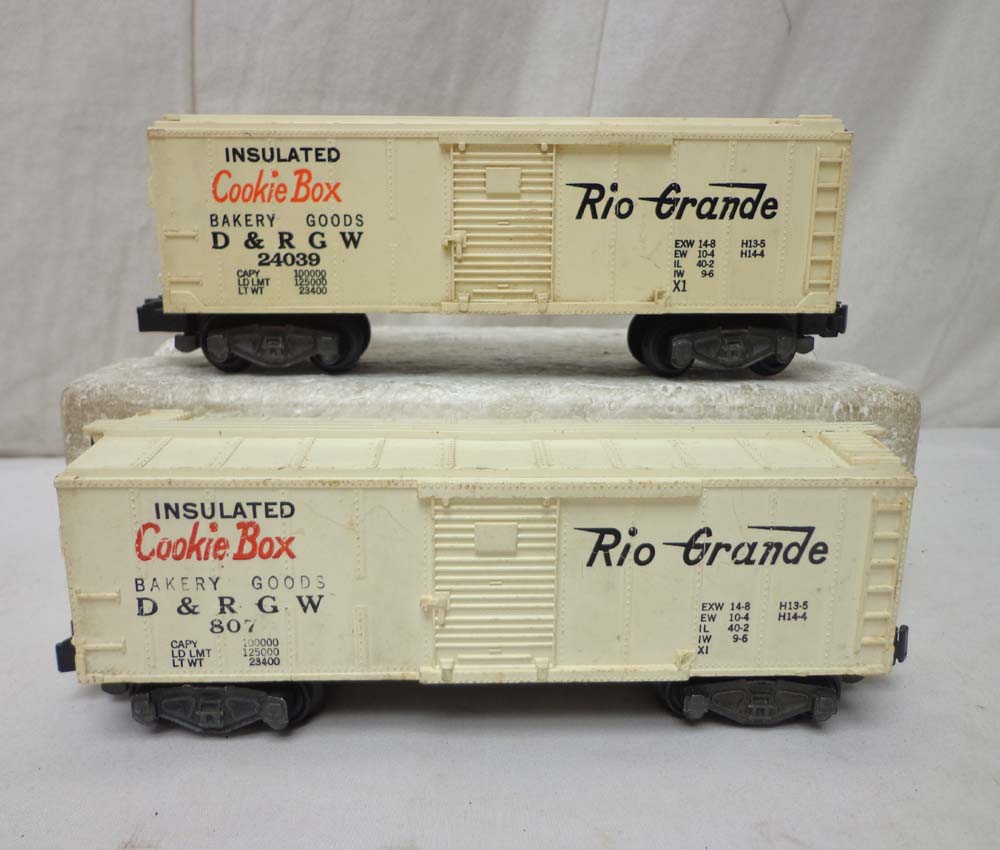 INSULATED
Cookie Box
BAKERY GOODS
D & R G W
24039
CAPY 100000
LD LMT 125000
LT WT 23400
Rio Grande
EXW 14-8 H13-5
EW 10-4 H14-4
IL 40-2
IW 9-6
X1
INSULATED
Cookie Box
BAKERY GOODS
D & R G W
807
CAPY 100000
LD LMT 125000
LT WT 23400
Rio Grande
EXW 14-8 H13-5
EW 10-4 H14-4
IL 40-2
IW 9-6
X1